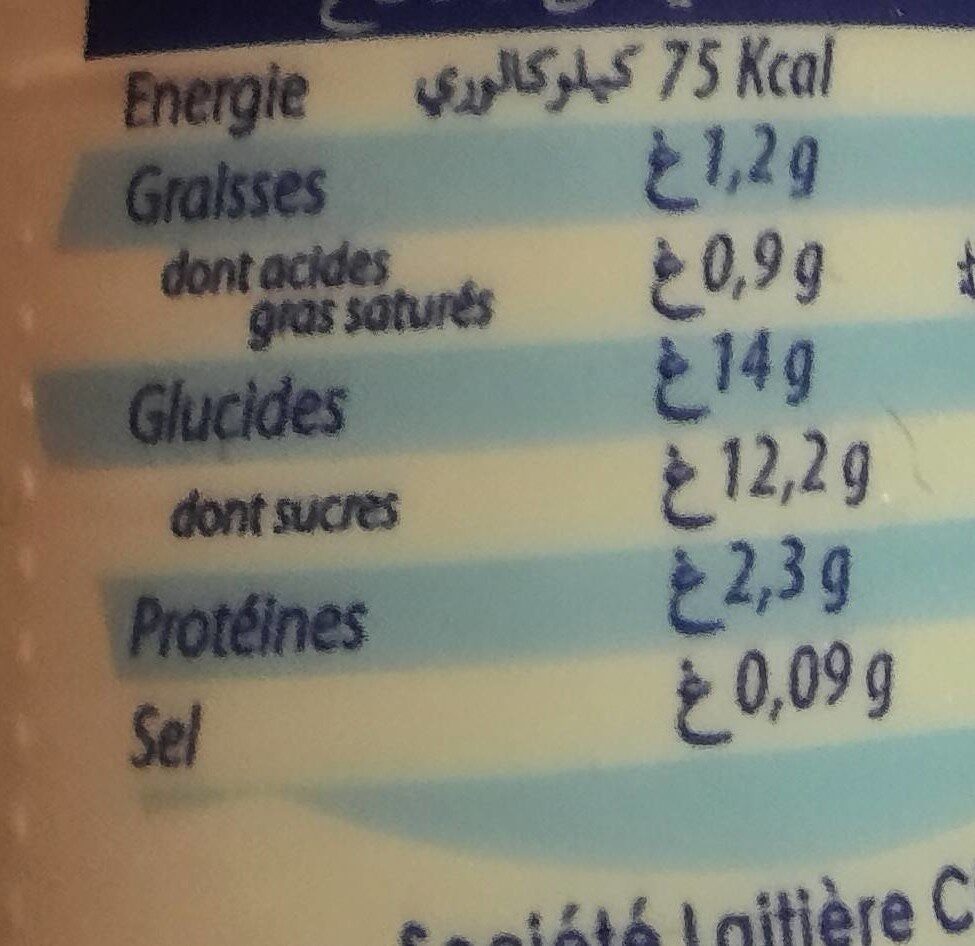 Energie كيلوكالوري 75 Kcal
Graisses غ 1,2 g
dont acides
gras saturés غ 0,9 g
Glucides غ 14 g
dont sucres غ 12,2 g
Protéines غ 2,3 g
Sel غ 0,09 g
Société Laitière